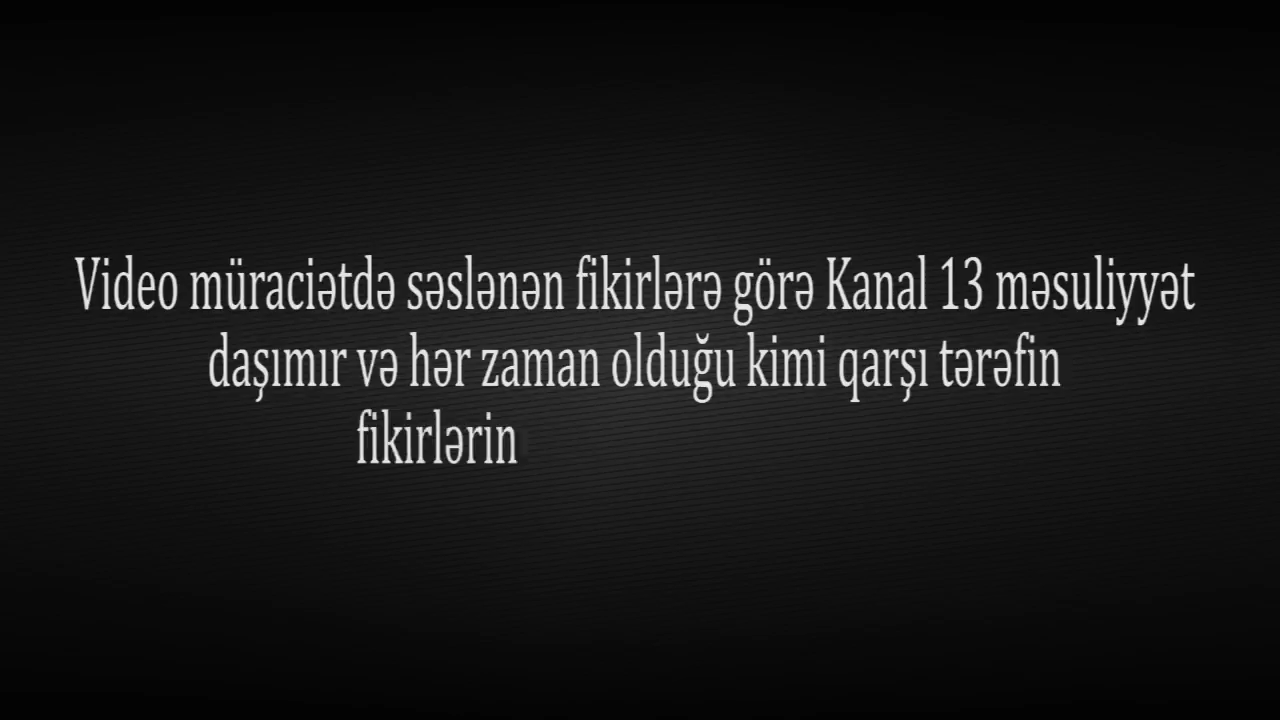 Video müraciətdə səslənən fikirlərə görə Kanal 13 məsuliyyət
daşımır və hər zaman olduğu kimi qarşı tərəfin
fikirlərin